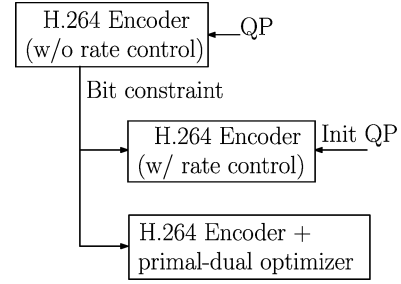 H.264 Encoder
(w/o rate control)
QP
Bit constraint
H.264 Encoder
(w/ rate control)
Init QP
H.264 Encoder +
primal-dual optimizer